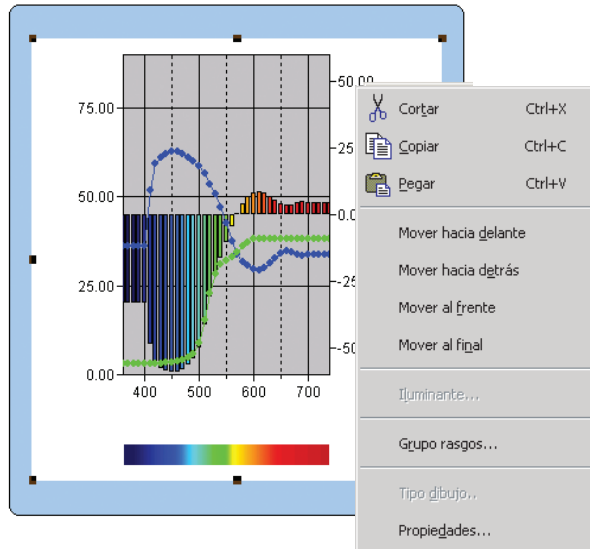 50.00
75.00
25
50.00
0.0
25.00
-25
0.00
-50
400 500 600 700
Cortar Ctrl+X
Copiar Ctrl+C
Pegar Ctrl+V
Mover hacia delante
Mover hacia detrás
Mover al frente
Mover al final
Iluminante...
Grupo rasgos...
Tipo dibujo..
Propiedades...